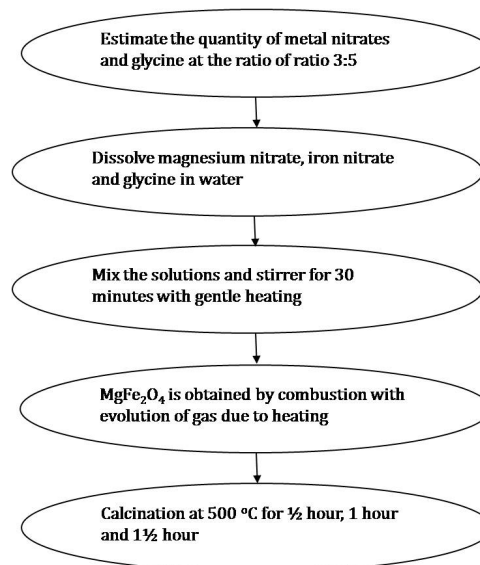 Estimate the quantity of metal nitrates
and glycine at the ratio of ratio 3:5
Dissolve magnesium nitrate, iron nitrate
and glycine in water
Mix the solutions and stirrer for 30
minutes with gentle heating
MgFe₂O₄ is obtained by combustion with
evolution of gas due to heating
Calcination at 500 ºC for ½ hour, 1 hour
and 1½ hour